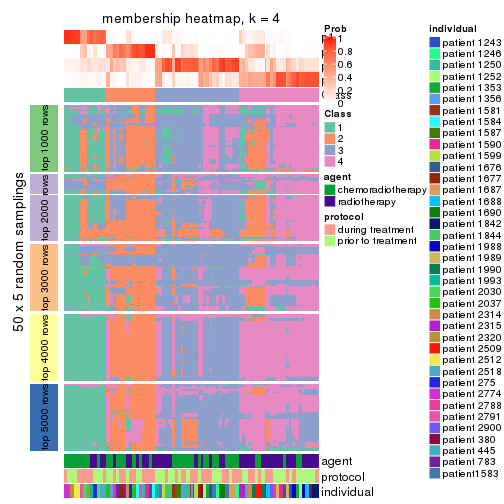 membership heatmap, k = 4
Prob
1
0.8
0.6
0.4
0.2
0
Class
1
2
3
4
agent
chemoradiotherapy
radiotherapy
protocol
during treatment
prior to treatment
individual
patient 1243
patient 1246
patient 1250
patient 1252
patient 1353
patient 1356
patient 1581
patient 1584
patient 1587
patient 1590
patient 1599
patient 1676
patient 1677
patient 1687
patient 1688
patient 1690
patient 1842
patient 1844
patient 1988
patient 1989
patient 1990
patient 1993
patient 2030
patient 2037
patient 2314
patient 2315
patient 2320
patient 2509
patient 2512
patient 2518
patient 275
patient 2774
patient 2788
patient 2791
patient 2900
patient 380
patient 445
patient 783
patient1583
50 x 5 random samplings
top 1000 rows
top 2000 rows
top 3000 rows
top 4000 rows
top 5000 rows
agent
protocol
individual